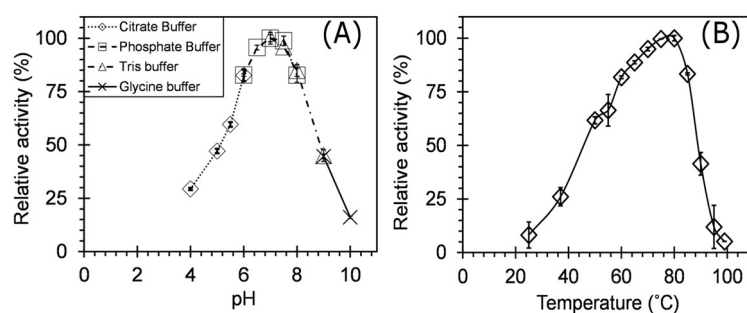 (A)
Citrate Buffer
Phosphate Buffer
Tris buffer
Glycine buffer
Relative activity (%)
100
75
50
25
0
0 2 4 6 8 10
pH
(B)
Relative activity (%)
100
75
50
25
0
0 20 40 60 80 100
Temperature (˚C)